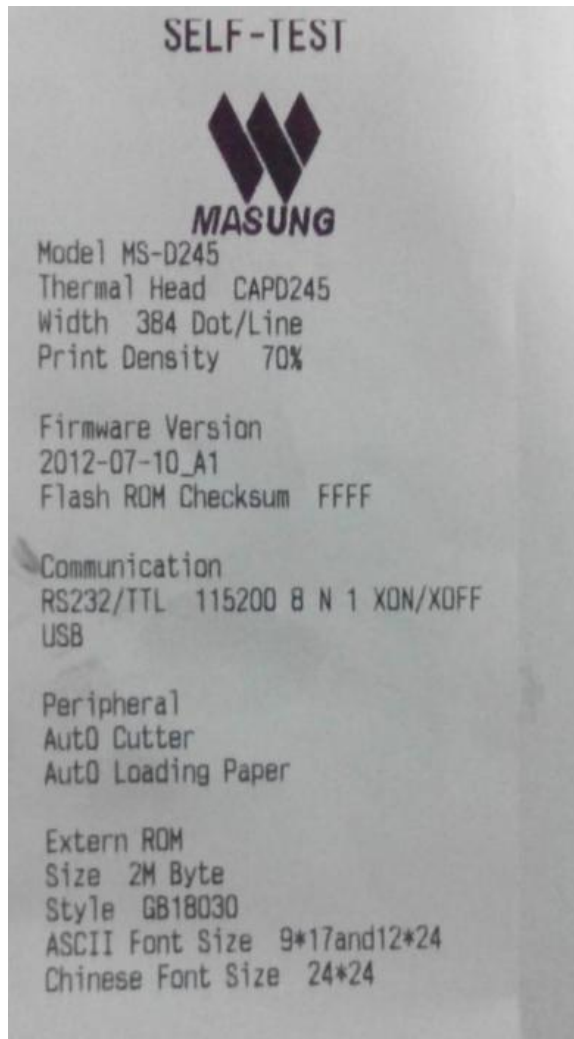 SELF-TEST
MASUNG
Model MS-D245
Thermal Head CAPD245
Width 384 Dot/Line
Print Density 70%
Firmware Version
2012-07-10_A1
Flash ROM Checksum FFFF
Communication
RS232/TTL 115200 8 N 1 XON/XOFF
USB
Peripheral
AutO Cutter
AutO Loading Paper
Extern ROM
Size 2M Byte
Style GB18030
ASCII Font Size 9*17and12*24
Chinese Font Size 24*24